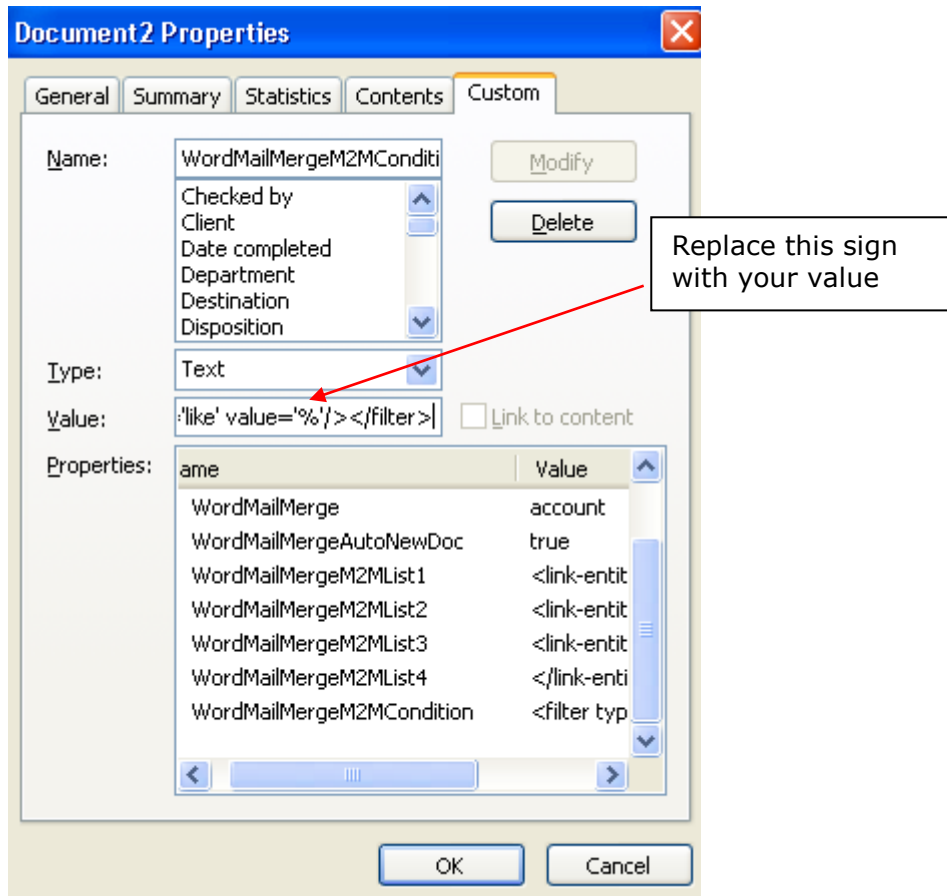 Document2 Properties
General Summary Statistics Contents Custom
Name: WordMailMergeM2MConditi Modify
Checked by
Client
Date completed
Department
Destination
Disposition
Delete
Replace this sign
with your value
Type: Text
Value: 'like' value='%'/></filter> Link to content
Properties: ame Value
WordMailMerge account
WordMailMergeAutoNewDoc true
WordMailMergeM2MList1 <link-entit
WordMailMergeM2MList2 <link-entit
WordMailMergeM2MList3 <link-entit
WordMailMergeM2MList4 </link-enti
WordMailMergeM2MCondition <filter typ
OK Cancel